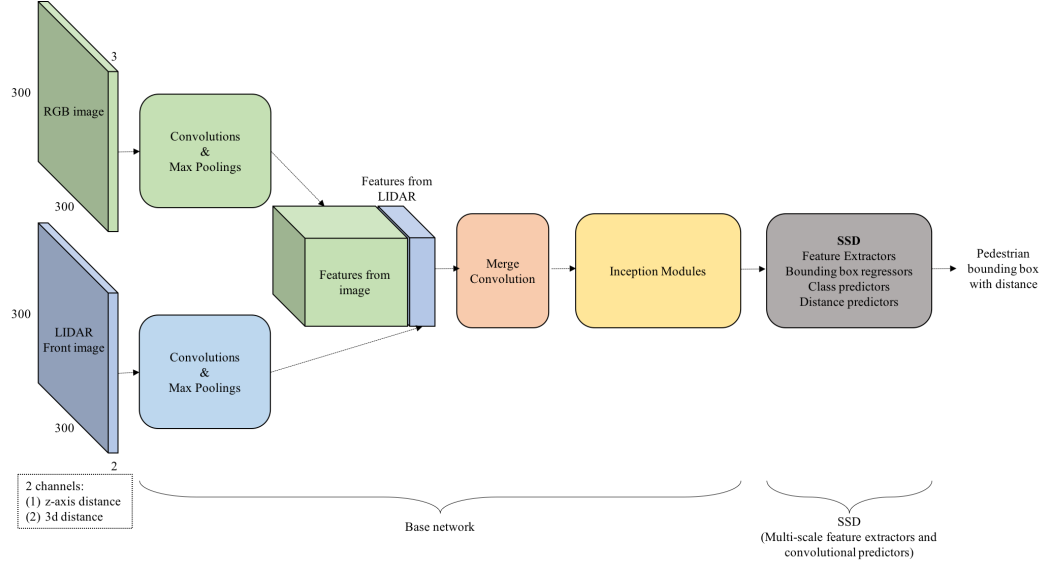 3
300
RGB image
300
Convolutions
&
Max Poolings
Features from
LIDAR
Features from
image
Merge
Convolution
Inception Modules
SSD
Feature Extractors
Bounding box regressors
Class predictors
Distance predictors
Pedestrian
bounding box
with distance
300
LIDAR
Front image
300
2
Convolutions
&
Max Poolings
2 channels:
(1) z-axis distance
(2) 3d distance
Base network
SSD
(Multi-scale feature extractors and
convolutional predictors)